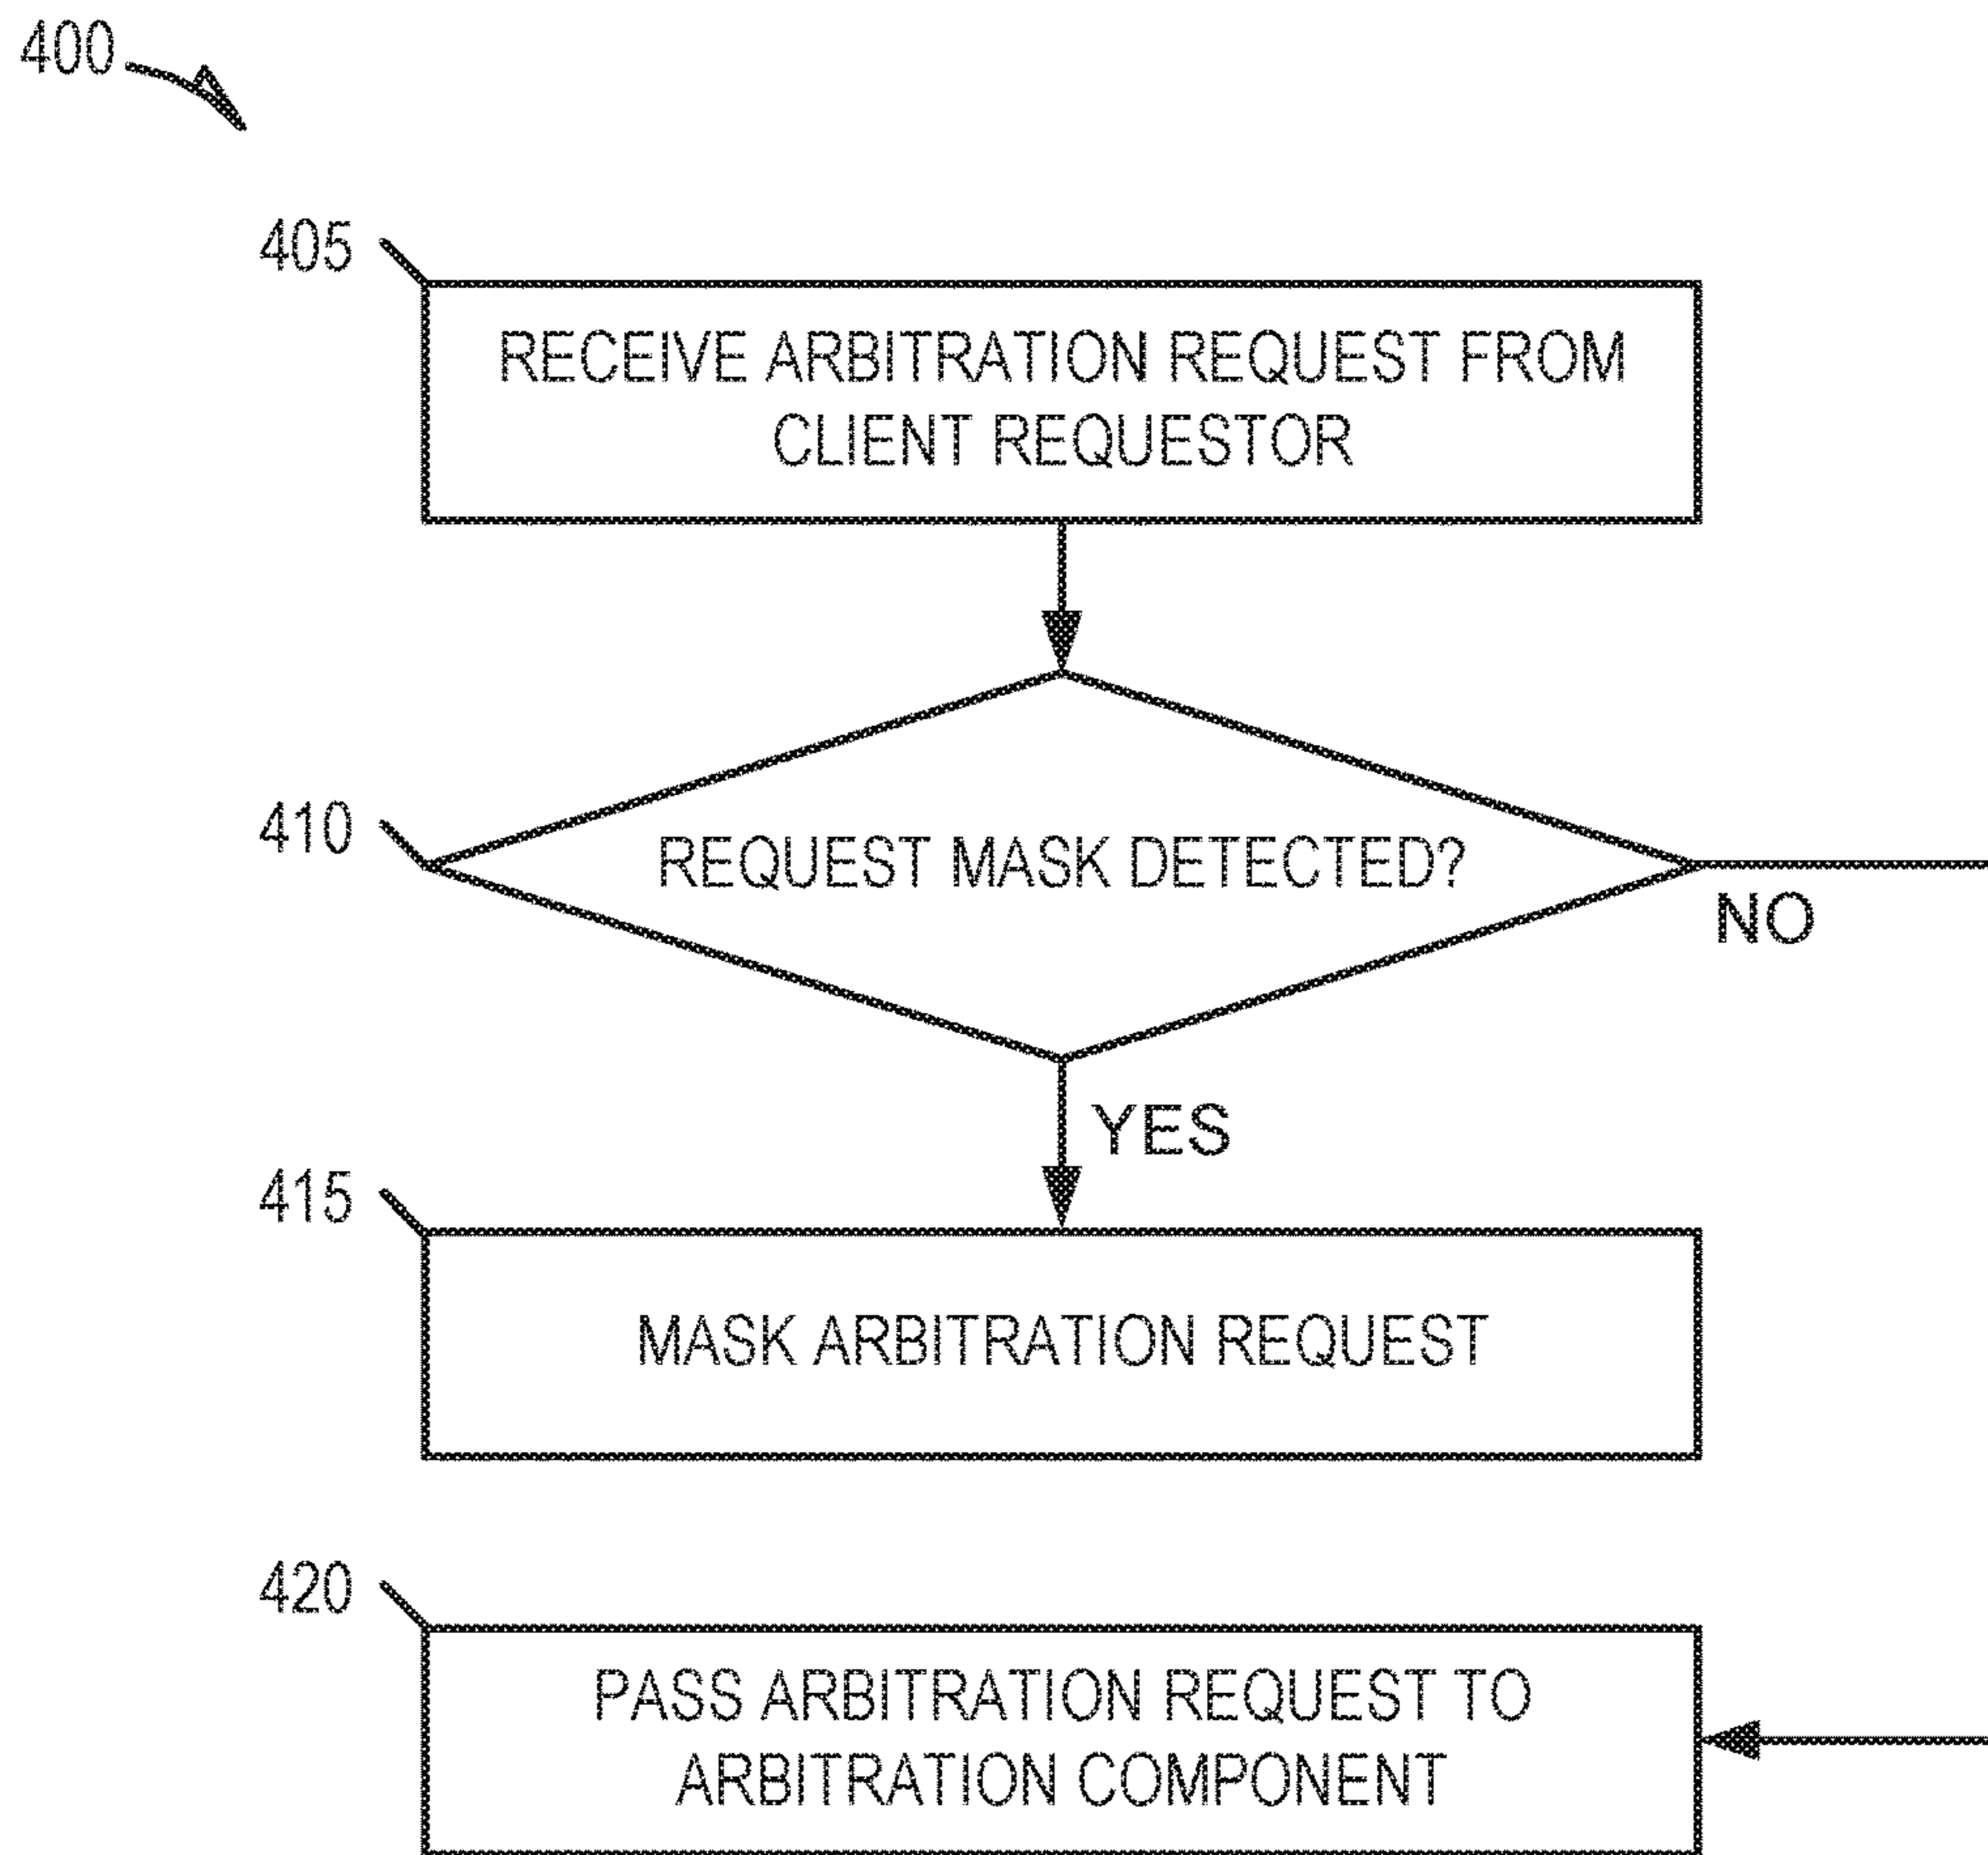 400
405
RECEIVE ARBITRATION REQUEST FROM
CLIENT REQUESTOR
410
REQUEST MASK DETECTED?
NO
YES
415
MASK ARBITRATION REQUEST
420
PASS ARBITRATION REQUEST TO
ARBITRATION COMPONENT